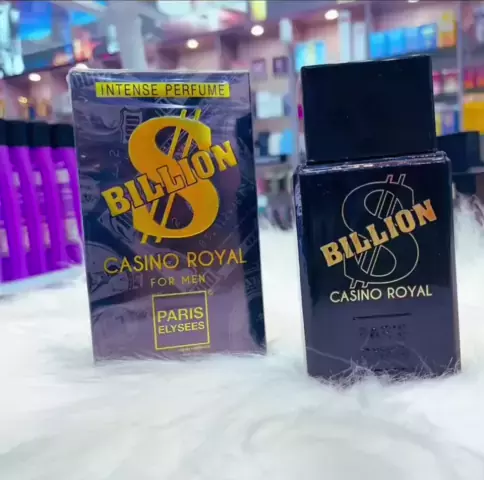 INTENSE PERFUME
$
BILLION
CASINO ROYAL
FOR MEN
PARIS
ELYSEES
$
BILLION
CASINO ROYAL